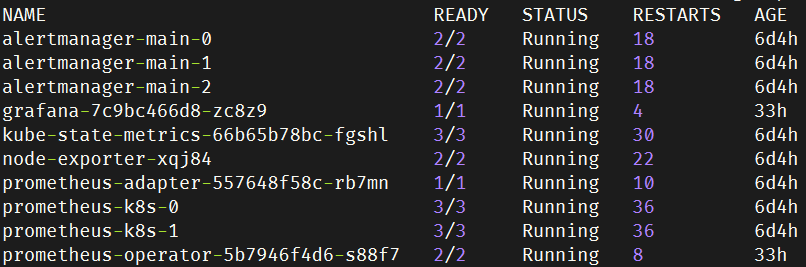 NAME READY STATUS RESTARTS AGE
alertmanager-main-0 2/2 Running 18 6d4h
alertmanager-main-1 2/2 Running 18 6d4h
alertmanager-main-2 2/2 Running 18 6d4h
grafana-7c9bc466d8-zc8z9 1/1 Running 4 33h
kube-state-metrics-66b65b78bc-fgshl 3/3 Running 30 6d4h
node-exporter-xqj84 2/2 Running 22 6d4h
prometheus-adapter-557648f58c-rb7mn 1/1 Running 10 6d4h
prometheus-k8s-0 3/3 Running 36 6d4h
prometheus-k8s-1 3/3 Running 36 6d4h
prometheus-operator-5b7946f4d6-s88f7 2/2 Running 8 33h